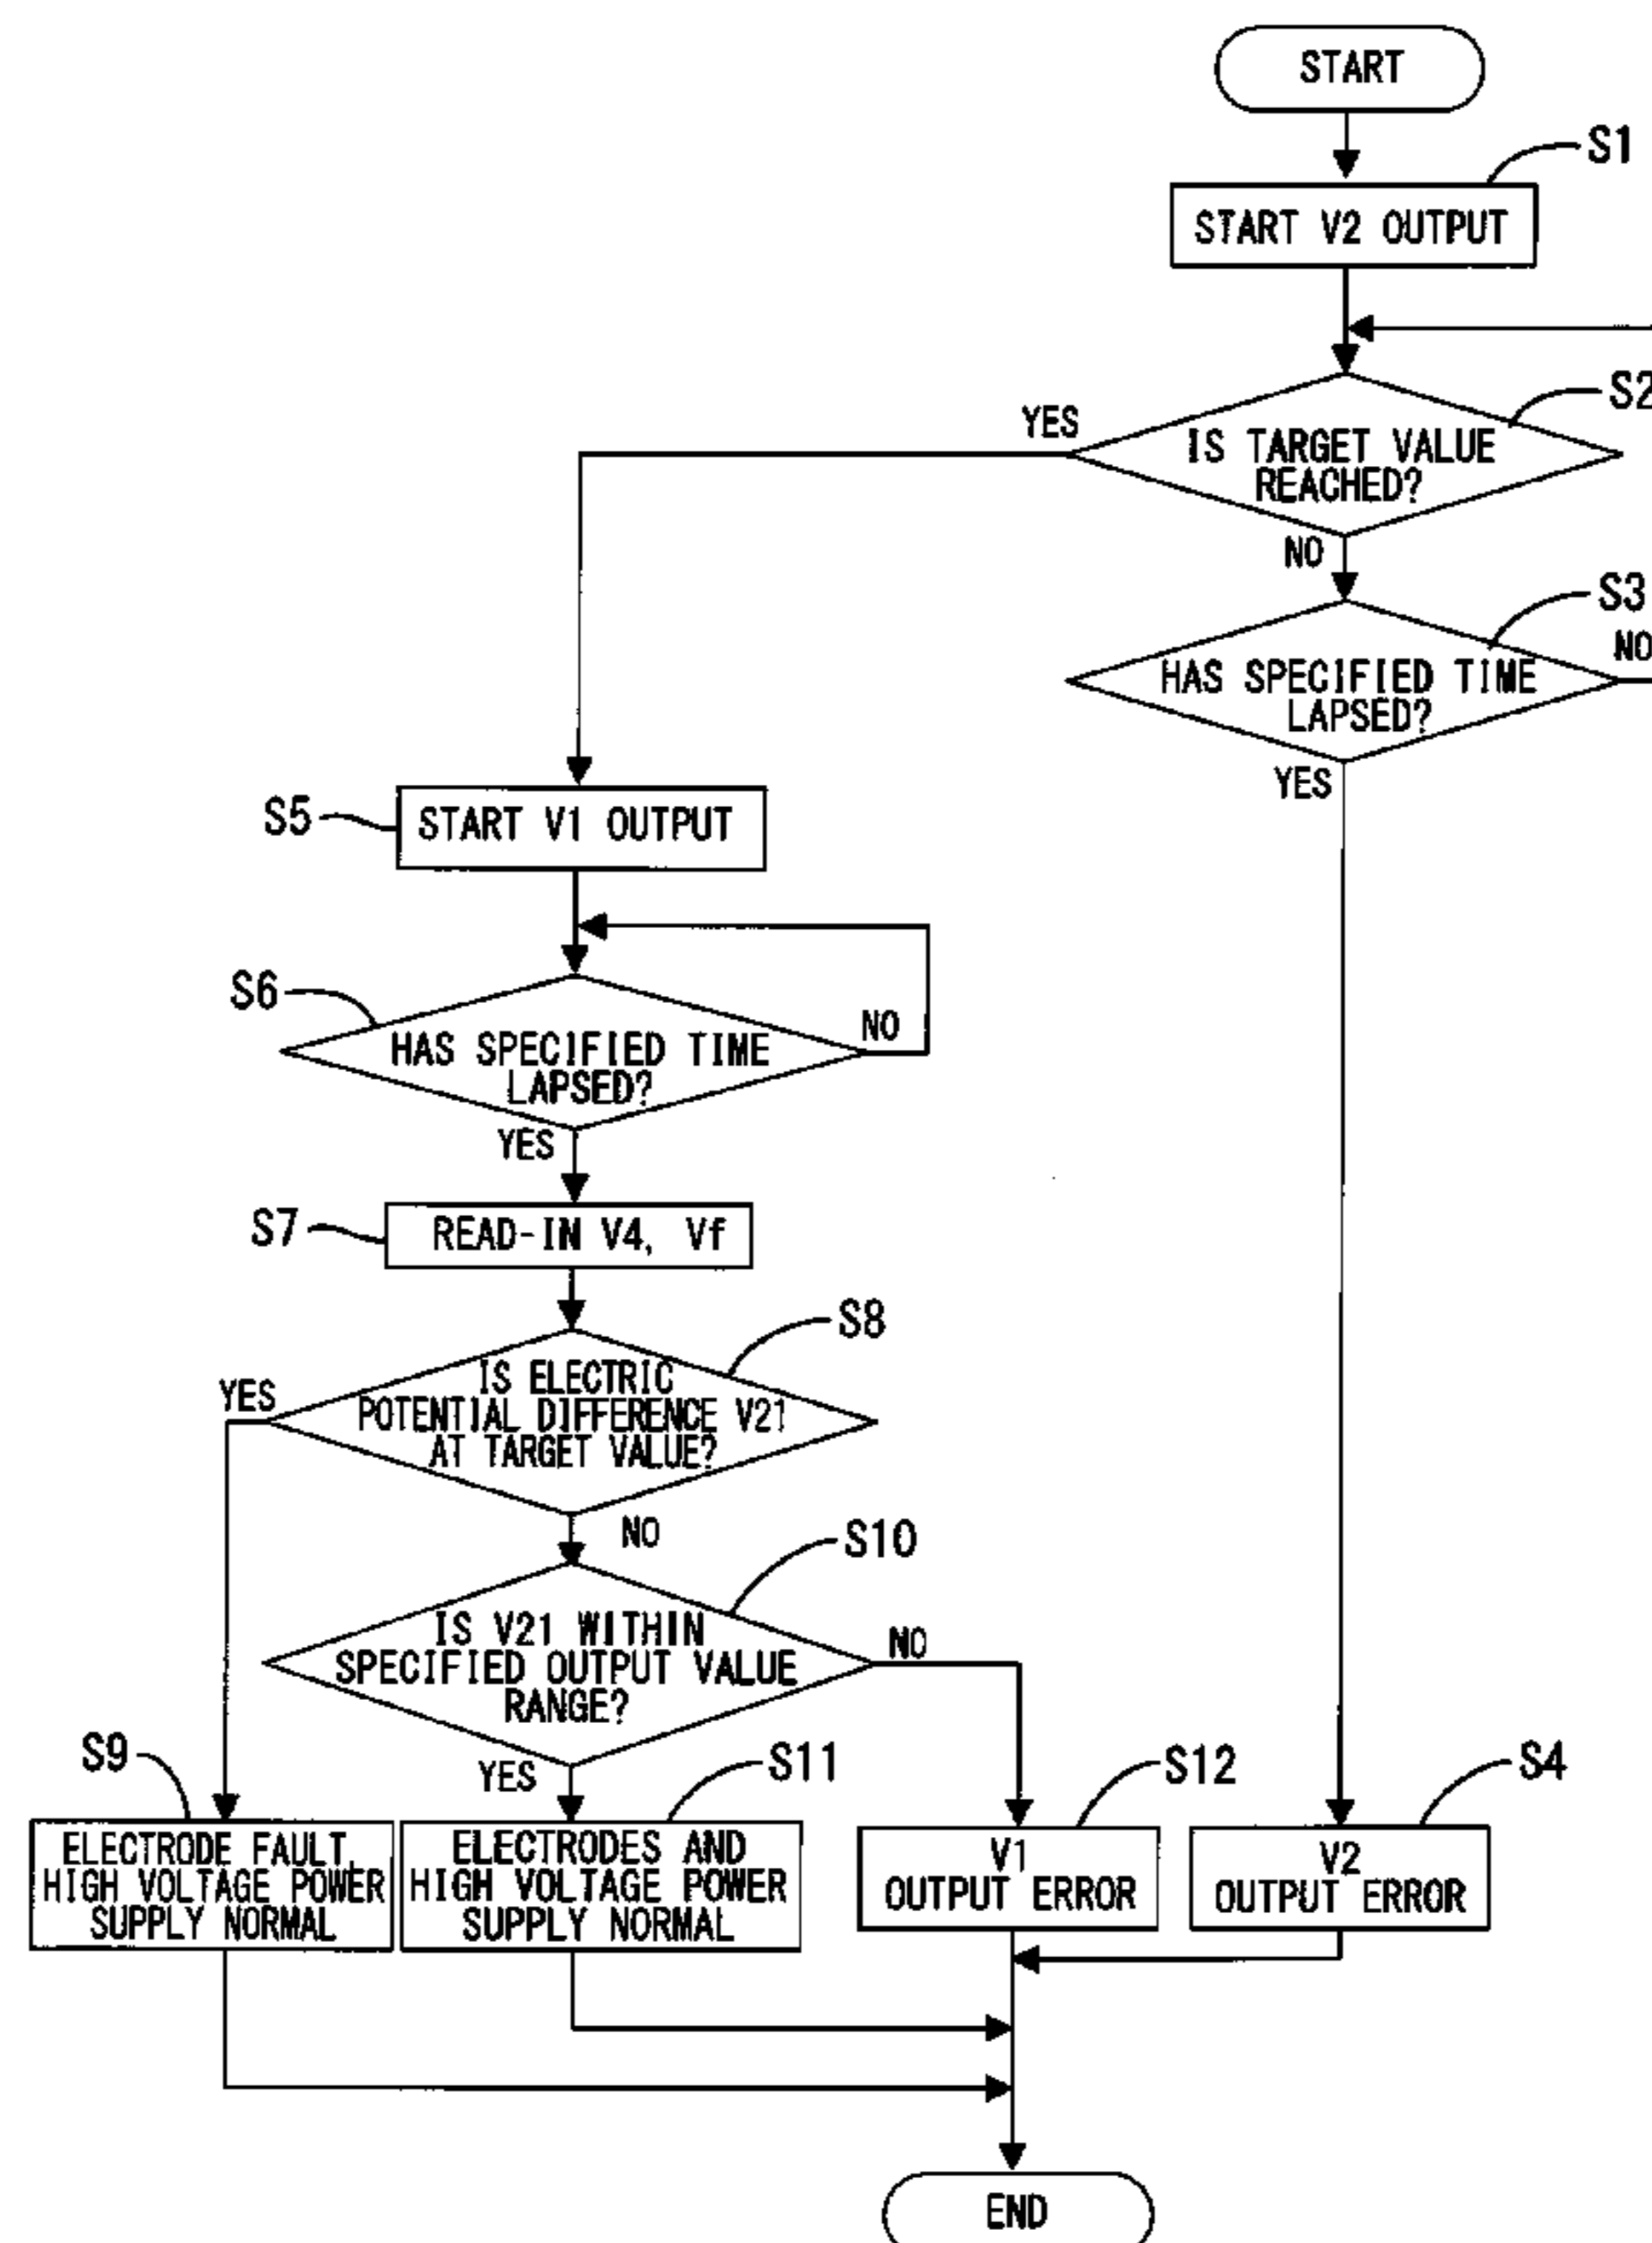 START
S1
START V2 OUTPUT
S2
YES
IS TARGET VALUE
REACHED?
NO
S3
NO
HAS SPECIFIED TIME
LAPSED?
YES
S5
START V1 OUTPUT
S6
NO
HAS SPECIFIED TIME
LAPSED?
YES
S7
READ-IN V4, Vf
S8
YES
IS ELECTRIC
POTENTIAL DIFFERENCE V21
AT TARGET VALUE?
NO
S10
IS V21 WITHIN
SPECIFIED OUTPUT VALUE
RANGE?
NO
YES
S9
ELECTRODE FAULT,
HIGH VOLTAGE POWER
SUPPLY NORMAL
S11
ELECTRODES AND
HIGH VOLTAGE POWER
SUPPLY NORMAL
S12
V1
OUTPUT ERROR
S4
V2
OUTPUT ERROR
END